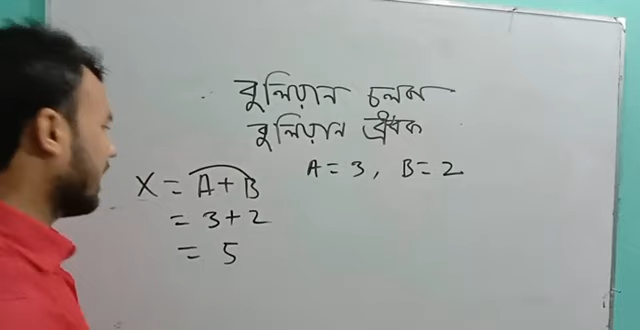 বুলিয়ান চলক
বুলিয়ান ধ্রুবক
A = 3, B = 2
X = A + B
= 3 + 2
= 5